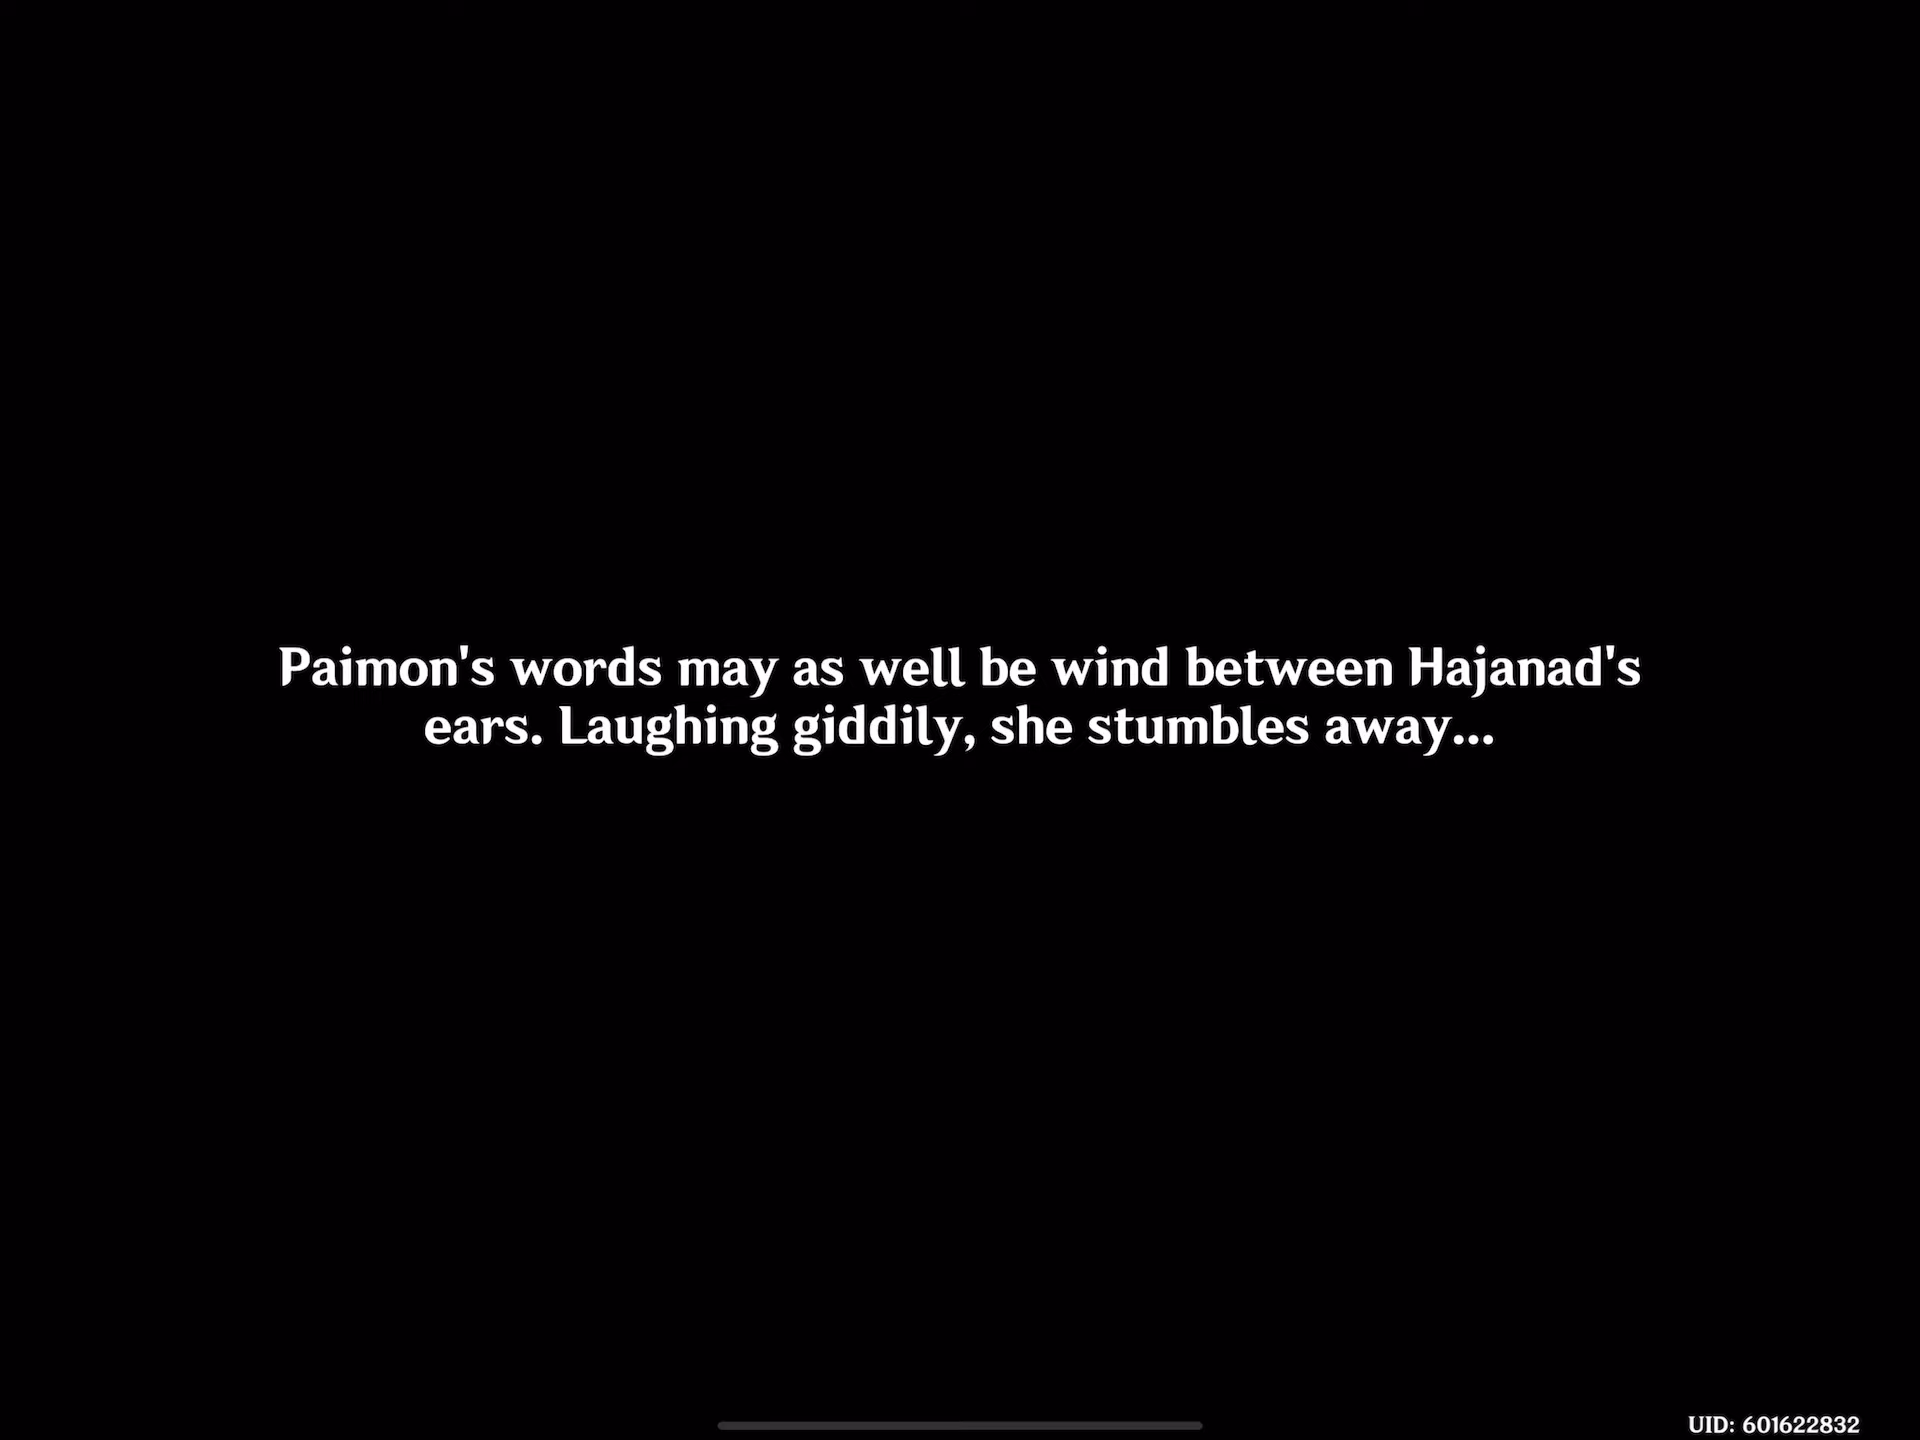 Paimon's words may as well be wind between Hajanad's
ears. Laughing giddily, she stumbles away...
UID: 601622832